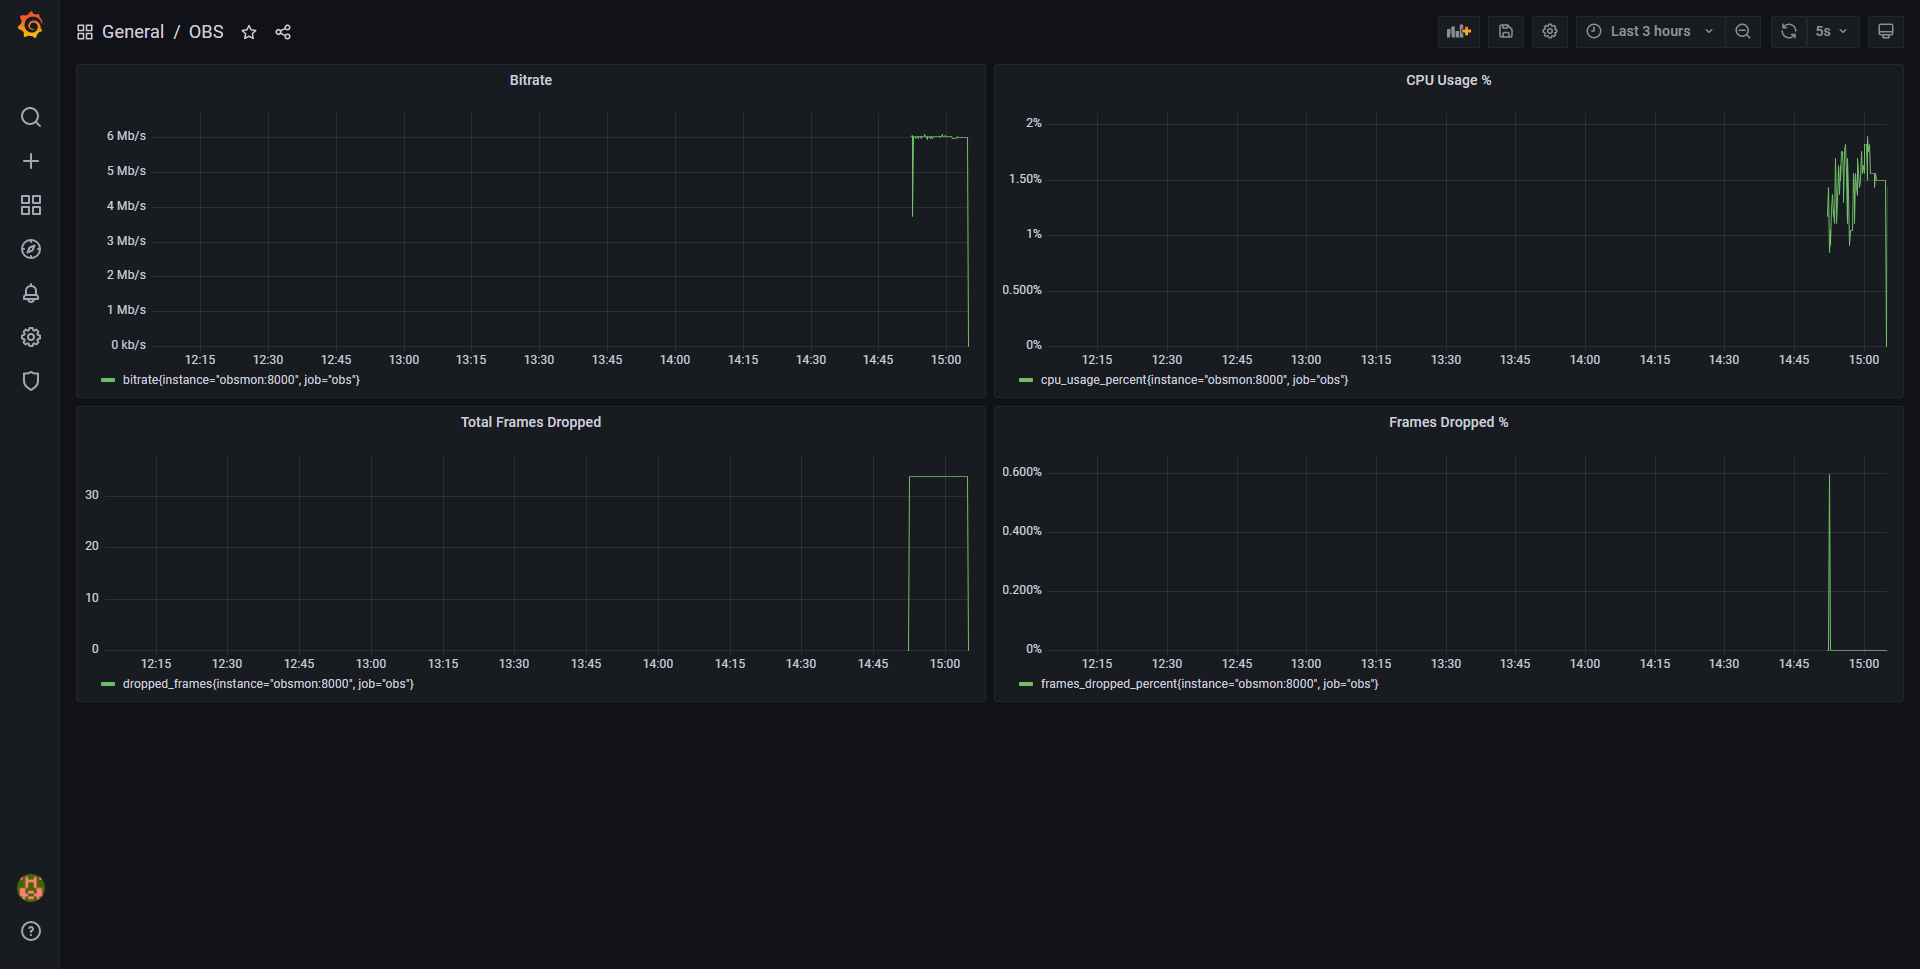 General / OBS
Last 3 hours
5s
Bitrate
6 Mb/s
5 Mb/s
4 Mb/s
3 Mb/s
2 Mb/s
1 Mb/s
0 kb/s
12:15 12:30 12:45 13:00 13:15 13:30 13:45 14:00 14:15 14:30 14:45 15:00
bitrate{instance="obsmon:8000", job="obs"}
CPU Usage %
2%
1.50%
1%
0.500%
0%
12:15 12:30 12:45 13:00 13:15 13:30 13:45 14:00 14:15 14:30 14:45 15:00
cpu_usage_percent{instance="obsmon:8000", job="obs"}
Total Frames Dropped
30
20
10
0
12:15 12:30 12:45 13:00 13:15 13:30 13:45 14:00 14:15 14:30 14:45 15:00
dropped_frames{instance="obsmon:8000", job="obs"}
Frames Dropped %
0.600%
0.400%
0.200%
0%
12:15 12:30 12:45 13:00 13:15 13:30 13:45 14:00 14:15 14:30 14:45 15:00
frames_dropped_percent{instance="obsmon:8000", job="obs"}